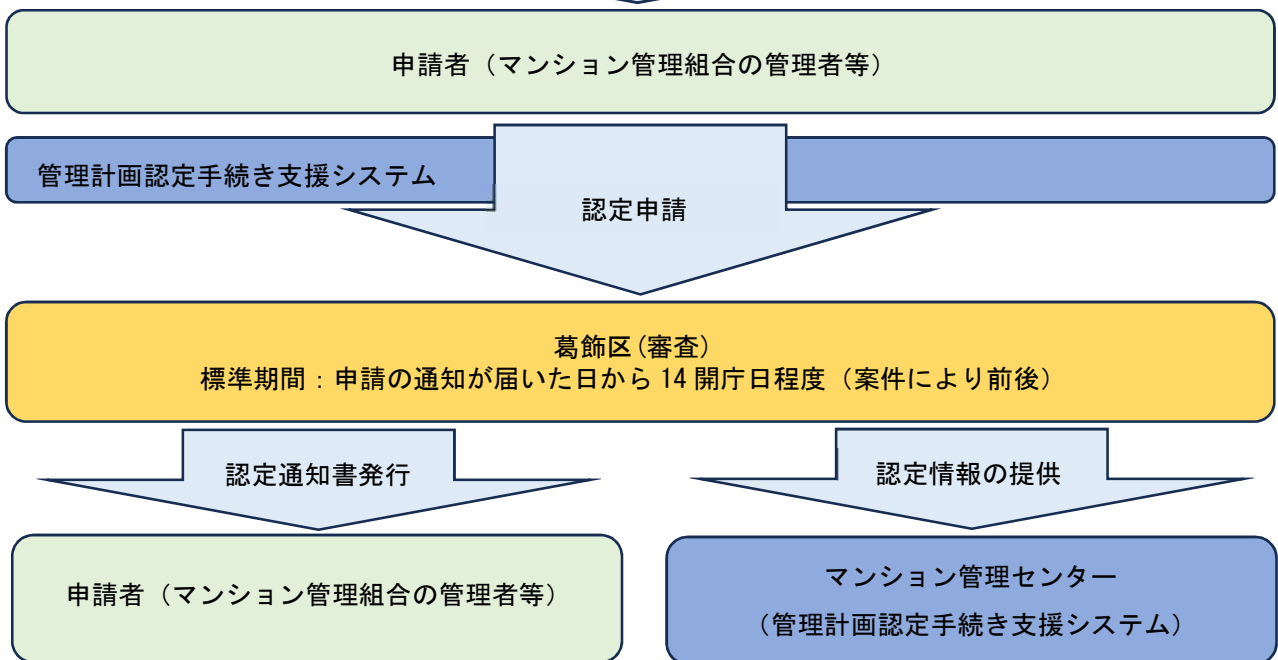 申請者（マンション管理組合の管理者等）
管理計画認定手続き支援システム
認定申請
葛飾区(審査)
標準期間：申請の通知が届いた日から 14 開庁日程度（案件により前後）
認定通知書発行
認定情報の提供
申請者（マンション管理組合の管理者等）
マンション管理センター
（管理計画認定手続き支援システム）